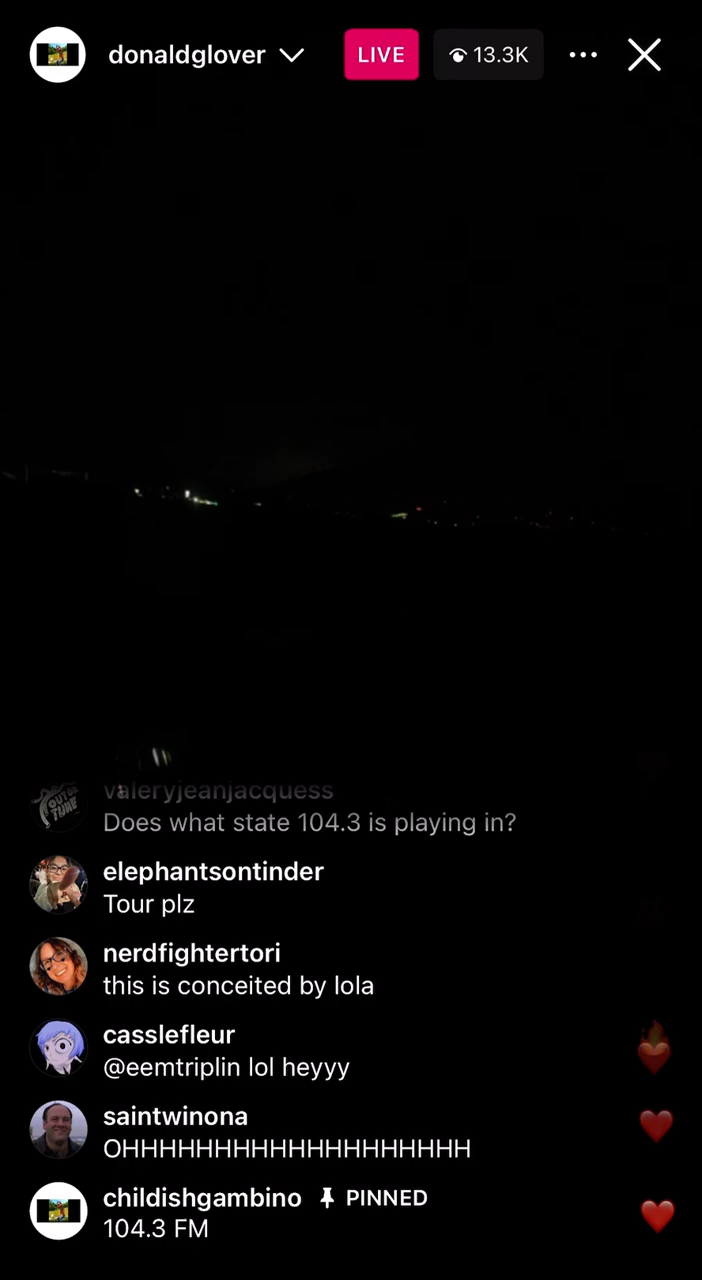 donaldglover
LIVE
13.3K
valeryjeanjacquess
Does what state 104.3 is playing in?
elephantsontinder
Tour plz
nerdfightertori
this is conceited by lola
casslefleur
@eemtriplin lol heyyy
saintwinona
OHHHHHHHHHHHHHHHHHHH
childishgambino PINNED
104.3 FM